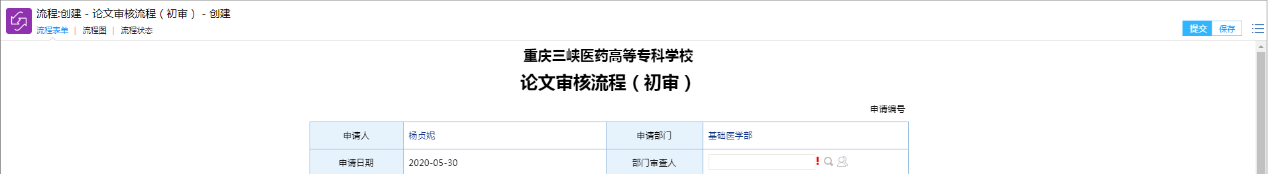 流程:创建 - 论文审核流程（初审） - 创建
流程表单 | 流程图 | 流程状态
提交 保存
重庆三峡医药高等专科学校
论文审核流程（初审）
申请编号
申请人 杨贞妮 申请部门 基础医学部
申请日期 2020-05-30 部门审查人 !